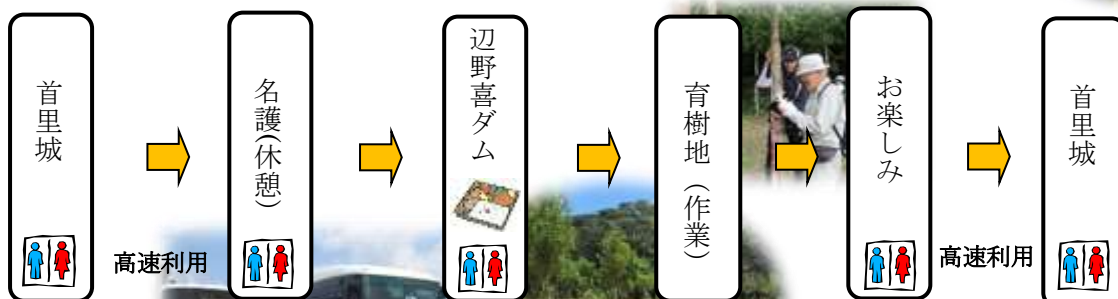 首里城
高速利用
名護(休憩)
辺野喜ダム
育樹地（作業）
お楽しみ
高速利用
首里城